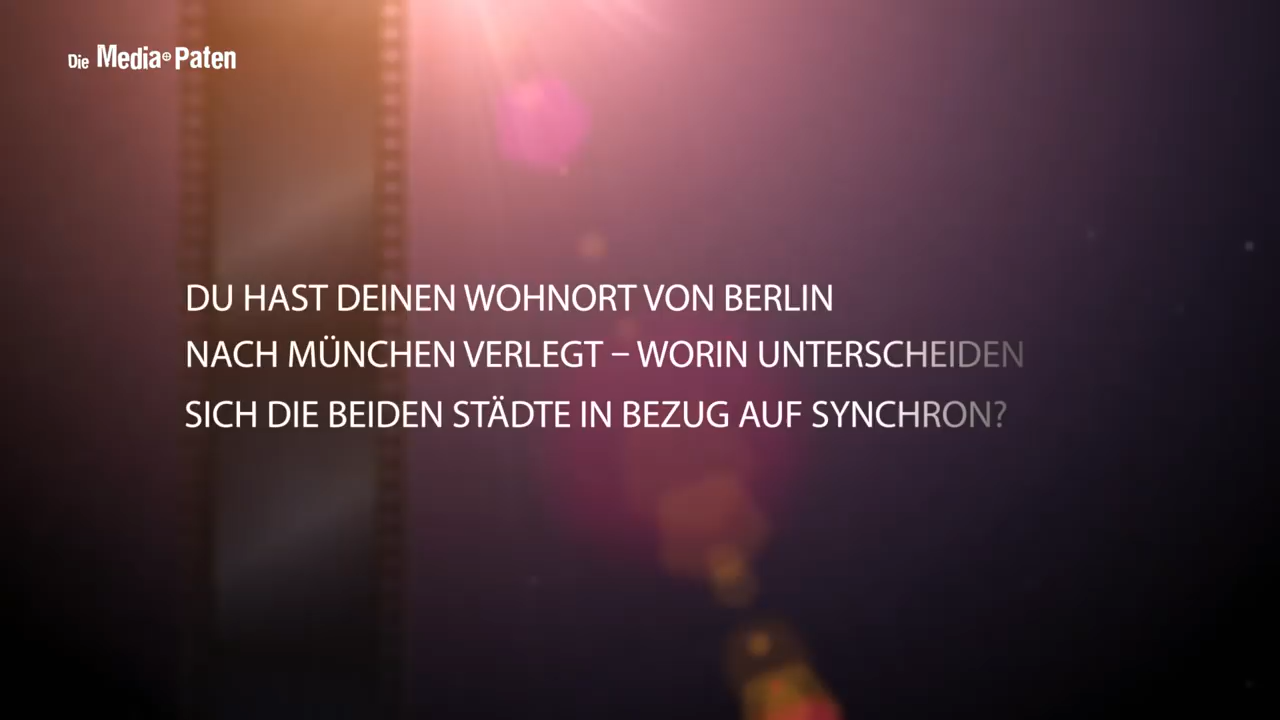 Die Media Paten
DU HAST DEINEN WOHNORT VON BERLIN
NACH MÜNCHEN VERLEGT – WORIN UNTERSCHEIDEN
SICH DIE BEIDEN STÄDTE IN BEZUG AUF SYNCHRON?